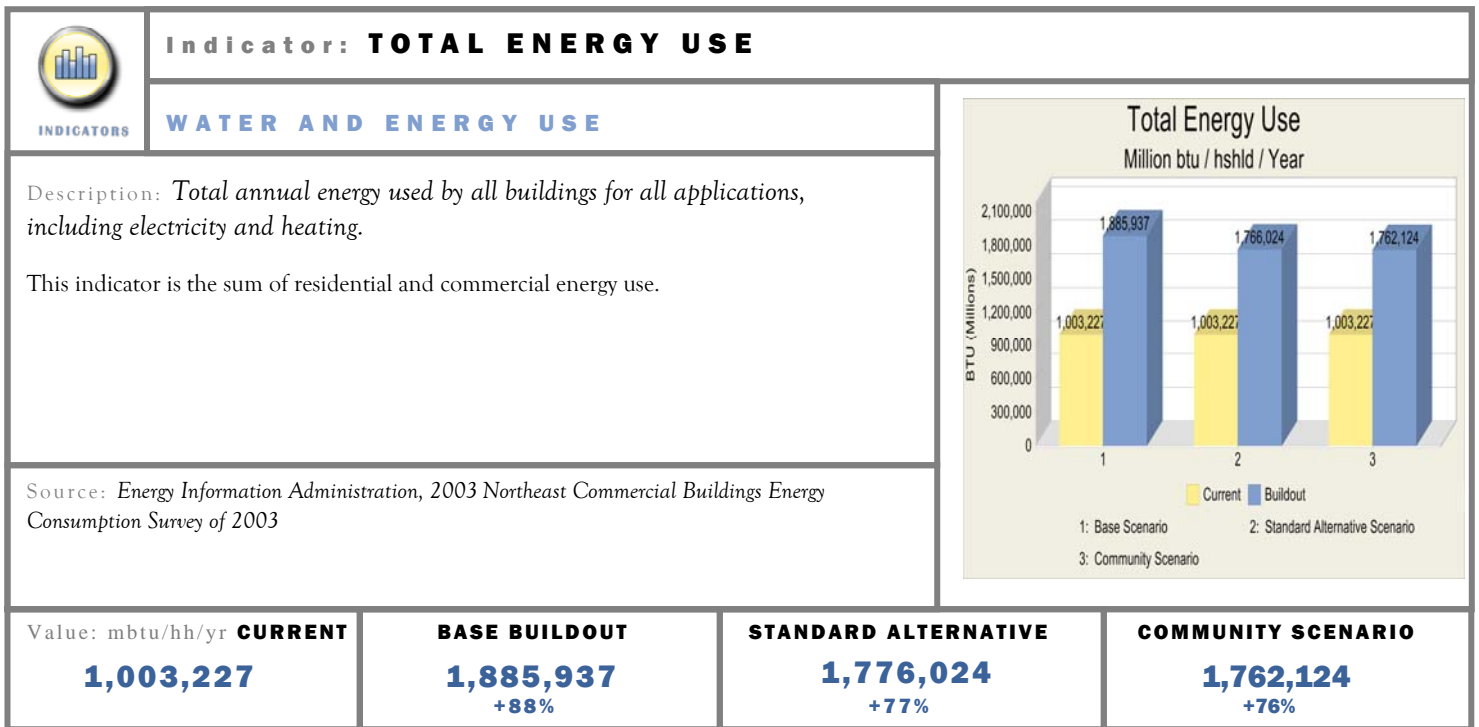 Indicator: TOTAL ENERGY USE
INDICATORS
WATER AND ENERGY USE
Description: Total annual energy used by all buildings for all applications,
including electricity and heating.
This indicator is the sum of residential and commercial energy use.
Source: Energy Information Administration, 2003 Northeast Commercial Buildings Energy
Consumption Survey of 2003
Total Energy Use
Million btu / hshld / Year
BTU (Millions)
2,100,000
1,800,000
1,500,000
1,200,000
900,000
600,000
300,000
0
1,003,227
1,885,937
1,003,227
1,766,024
1,003,227
1,762,124
1 2 3
Current Buildout
1: Base Scenario 2: Standard Alternative Scenario
3: Community Scenario
Value: mbtu/hh/yr CURRENT
1,003,227
BASE BUILDOUT
1,885,937
+88%
STANDARD ALTERNATIVE
1,776,024
+77%
COMMUNITY SCENARIO
1,762,124
+76%